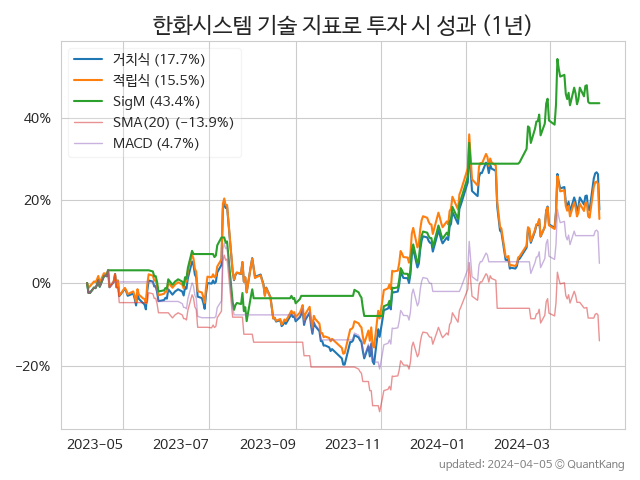 한화시스템 기술 지표로 투자 시 성과 (1년)
거치식 (17.7%)
적립식 (15.5%)
SigM (43.4%)
SMA(20) (−13.9%)
MACD (4.7%)
40%
20%
0%
−20%
2023-05 2023-07 2023-09 2023-11 2024-01 2024-03
updated: 2024-04-05 © QuantKang